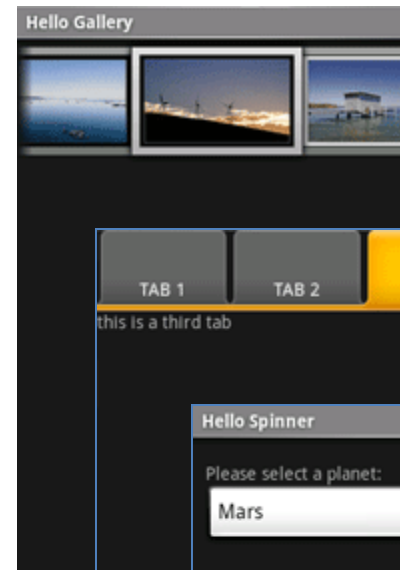 Hello Gallery
TAB 1
TAB 2
this is a third tab
Hello Spinner
Please select a planet:
Mars